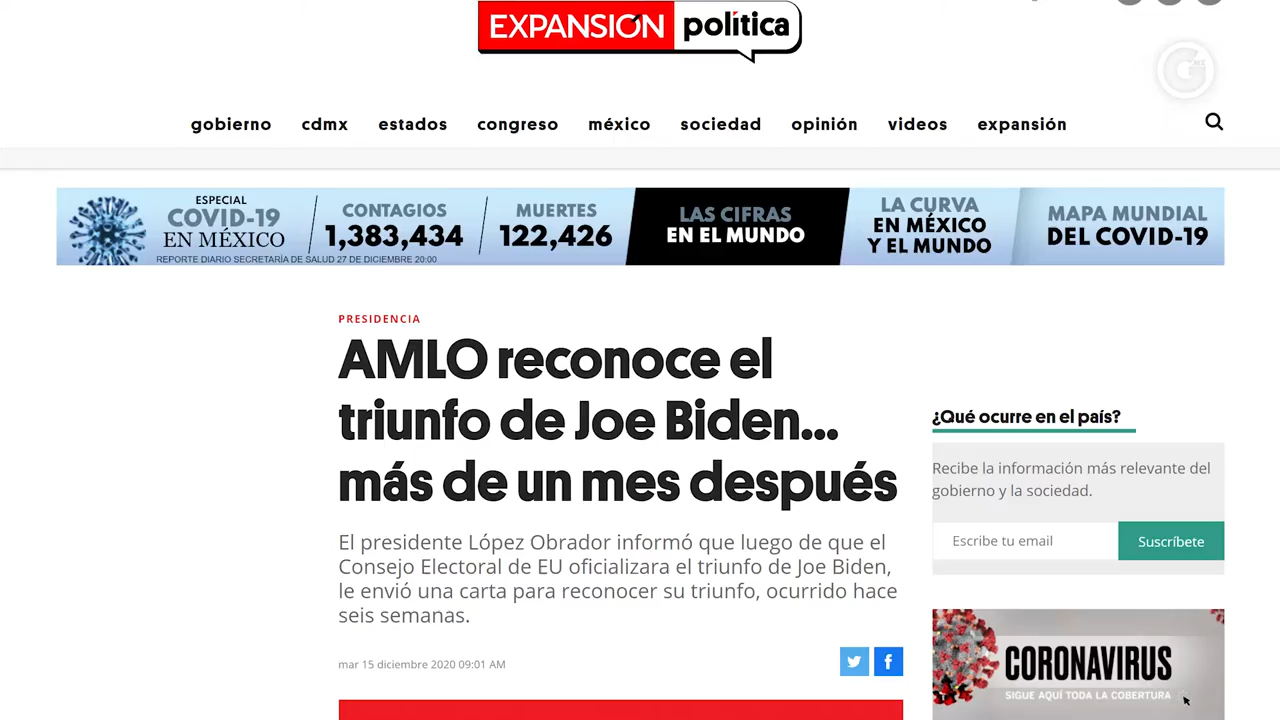 EXPANSIÓN política
gobierno cdmx estados congreso méxico sociedad opinión videos expansión
ESPECIAL
COVID-19
EN MÉXICO
CONTAGIOS
1,383,434
MUERTES
122,426
REPORTE DIARIO SECRETARÍA DE SALUD 27 DE DICIEMBRE 20:00
LAS CIFRAS
EN EL MUNDO
LA CURVA
EN MÉXICO
Y EL MUNDO
MAPA MUNDIAL
DEL COVID-19
PRESIDENCIA
AMLO reconoce el
triunfo de Joe Biden...
más de un mes después
El presidente López Obrador informó que luego de que el
Consejo Electoral de EU oficializara el triunfo de Joe Biden,
le envió una carta para reconocer su triunfo, ocurrido hace
seis semanas.
mar 15 diciembre 2020 09:01 AM
¿Qué ocurre en el país?
Recibe la información más relevante del
gobierno y la sociedad.
Escribe tu email
Suscríbete
CORONAVIRUS
SIGUE AQUÍ TODA LA COBERTURA